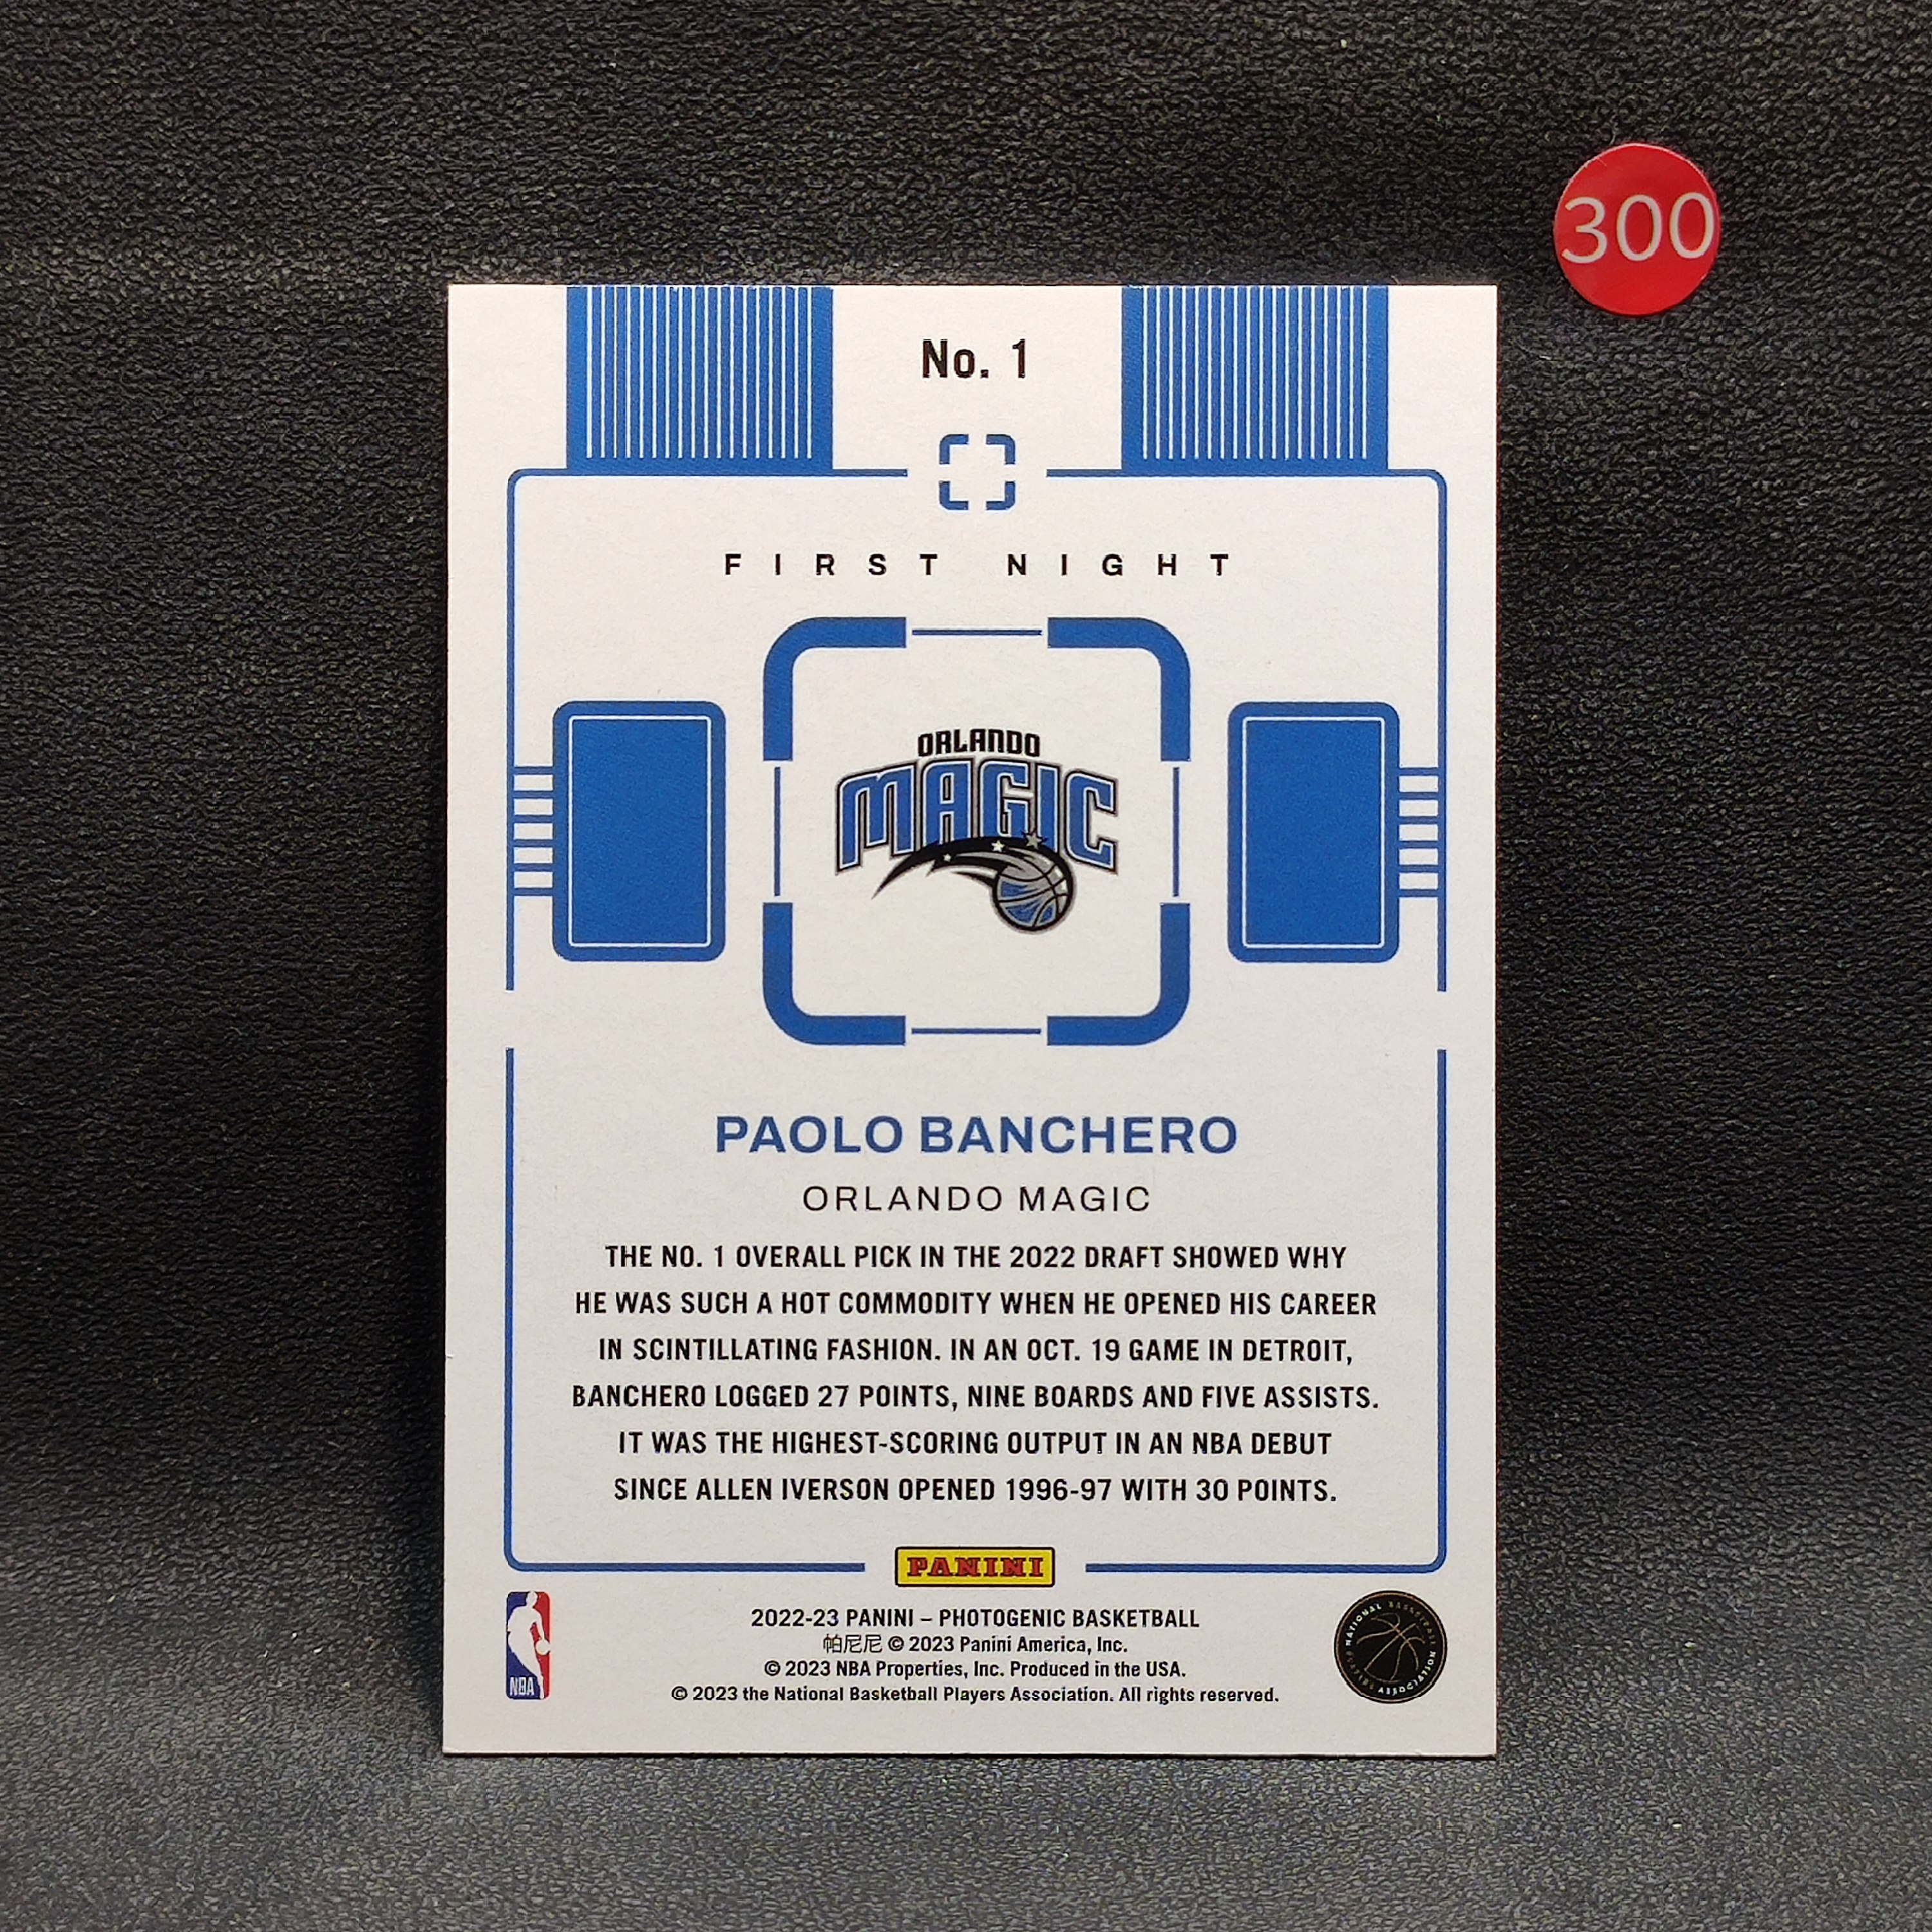 300
No. 1
FIRST NIGHT
ORLANDO
MAGIC
PAOLO BANCHERO
ORLANDO MAGIC
THE NO. 1 OVERALL PICK IN THE 2022 DRAFT SHOWED WHY
HE WAS SUCH A HOT COMMODITY WHEN HE OPENED HIS CAREER
IN SCINTILLATING FASHION. IN AN OCT. 19 GAME IN DETROIT,
BANCHERO LOGGED 27 POINTS, NINE BOARDS AND FIVE ASSISTS.
IT WAS THE HIGHEST-SCORING OUTPUT IN AN NBA DEBUT
SINCE ALLEN IVERSON OPENED 1996-97 WITH 30 POINTS.
PANINI
2022-23 PANINI – PHOTOGENIC BASKETBALL
帕尼尼 © 2023 Panini America, Inc.
© 2023 NBA Properties, Inc. Produced in the USA.
© 2023 the National Basketball Players Association. All rights reserved.
NBA
NATIONAL BASKETBALL
PLAYERS ASSOCIATION